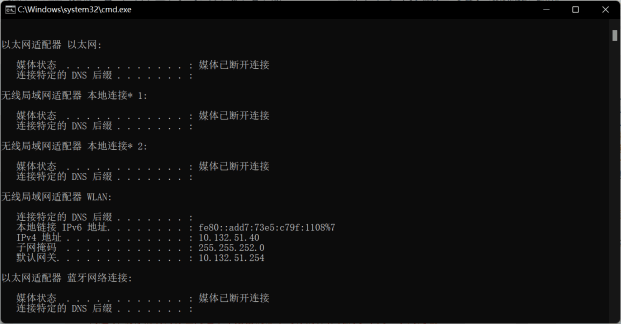 C:\Windows\system32\cmd.exe
以太网适配器 以太网:
媒体状态 . . . . . . . . . . . . : 媒体已断开连接
连接特定的 DNS 后缀 . . . . . . . :
无线局域网适配器 本地连接* 1:
媒体状态 . . . . . . . . . . . . : 媒体已断开连接
连接特定的 DNS 后缀 . . . . . . . :
无线局域网适配器 本地连接* 2:
媒体状态 . . . . . . . . . . . . : 媒体已断开连接
连接特定的 DNS 后缀 . . . . . . . :
无线局域网适配器 WLAN:
连接特定的 DNS 后缀 . . . . . . . :
本地链接 IPv6 地址. . . . . . . . : fe80::add7:73e5:c79f:1108%7
IPv4 地址 . . . . . . . . . . . . : 10.132.51.40
子网掩码 . . . . . . . . . . . . : 255.255.252.0
默认网关. . . . . . . . . . . . . : 10.132.51.254
以太网适配器 蓝牙网络连接:
媒体状态 . . . . . . . . . . . . : 媒体已断开连接
连接特定的 DNS 后缀 . . . . . . . :